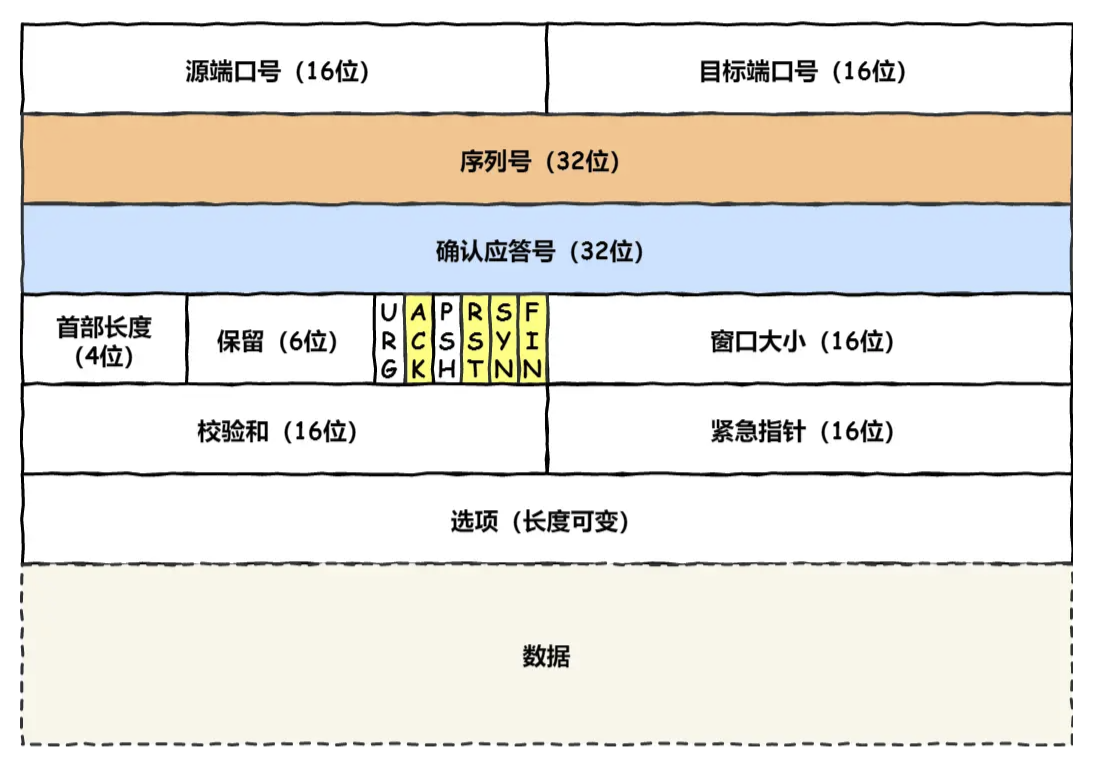 源端口号（16位）
目标端口号（16位）
序列号（32位）
确认应答号（32位）
首部长度
（4位）
保留（6位）
URG
ACK
PSH
RST
SYN
FIN
窗口大小（16位）
校验和（16位）
紧急指针（16位）
选项（长度可变）
数据